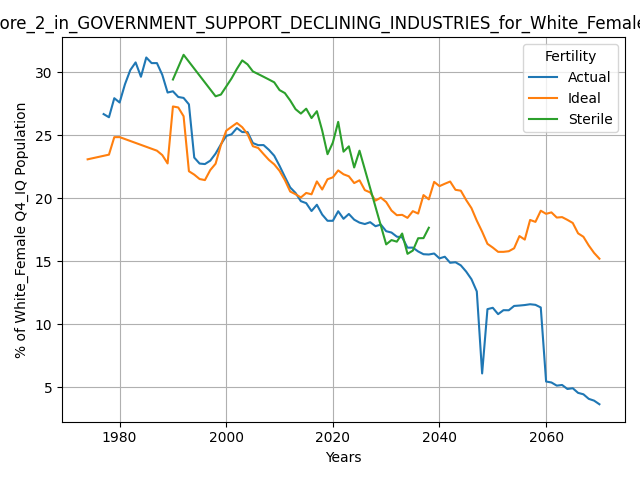 ore_2_in_GOVERNMENT_SUPPORT_DECLINING_INDUSTRIES_for_White_Female
Fertility
Actual
Ideal
Sterile
% of White_Female Q4_IQ Population
30
25
20
15
10
5
1980 2000 2020 2040 2060
Years